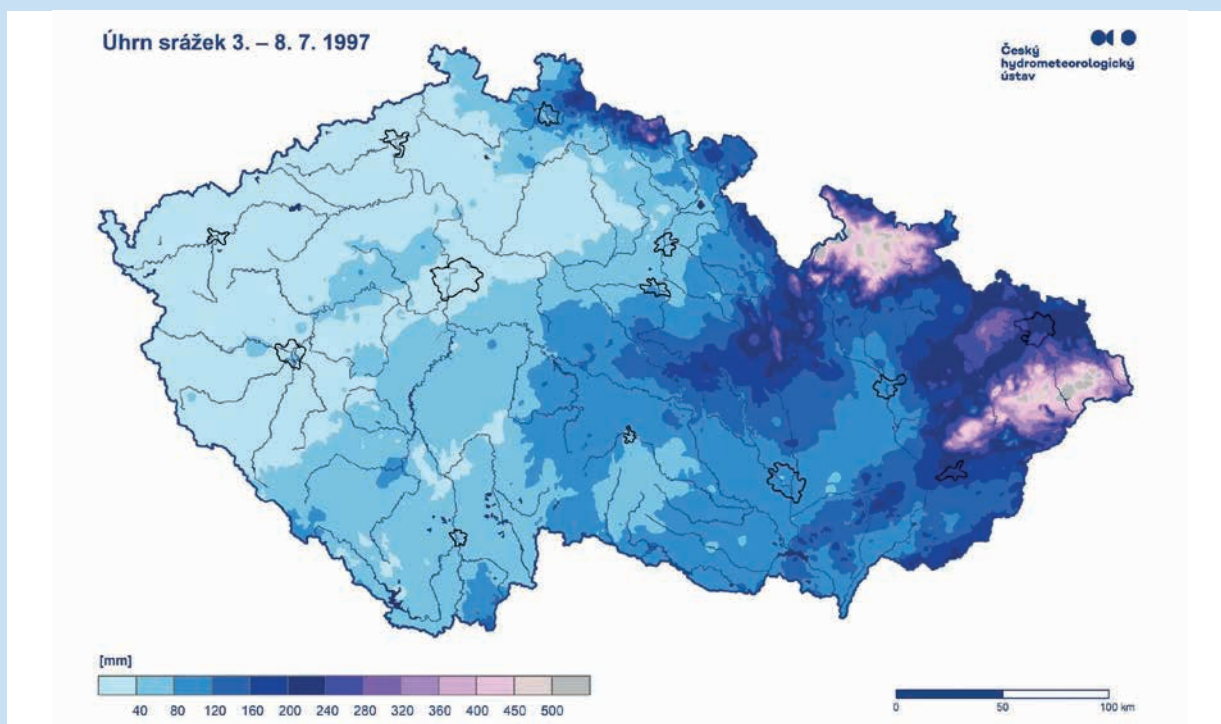 Úhrn srážek 3. – 8. 7. 1997
Český
hydrometeorologický
ústav
[mm]
40 80 120 160 200 240 280 320 360 400 450 500
0 50 100 km